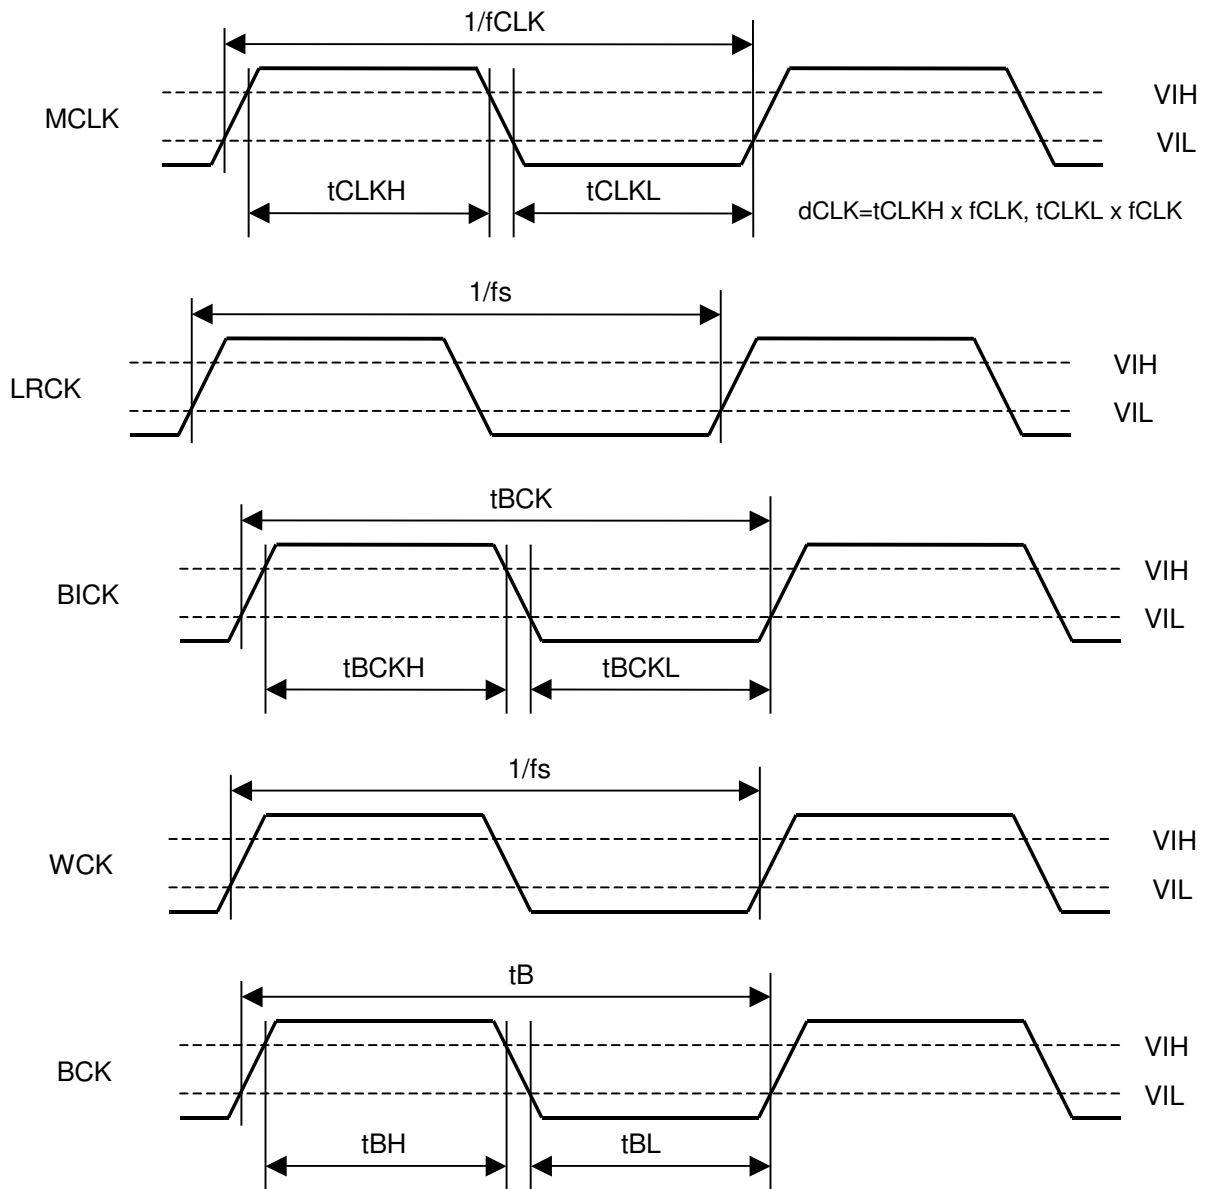 1/fCLK
MCLK
VIH
VIL
tCLKH
tCLKL
dCLK=tCLKH x fCLK, tCLKL x fCLK
1/fs
LRCK
VIH
VIL
tBCK
BICK
VIH
VIL
tBCKH
tBCKL
1/fs
WCK
VIH
VIL
tB
BCK
VIH
VIL
tBH
tBL